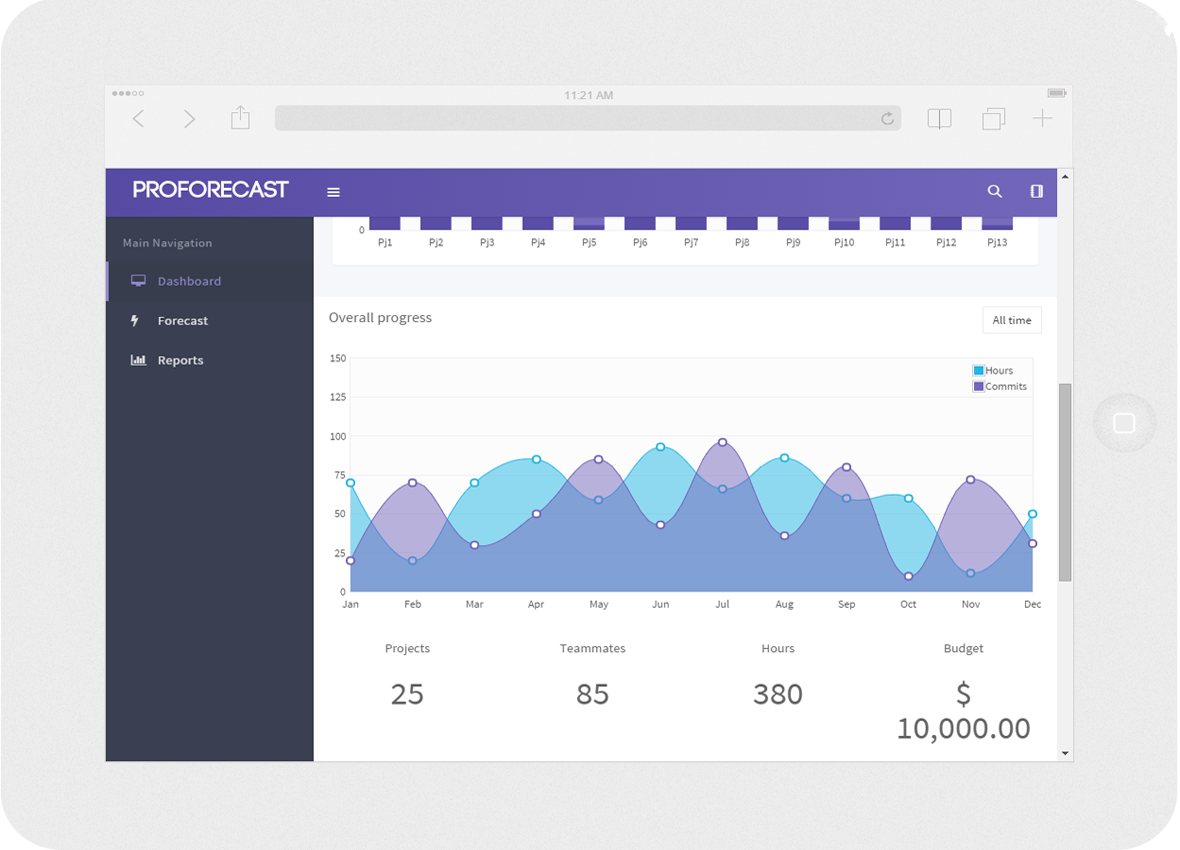 11:21 AM
PROFORECAST
Main Navigation
Dashboard
Forecast
Reports
0
Pj1 Pj2 Pj3 Pj4 Pj5 Pj6 Pj7 Pj8 Pj9 Pj10 Pj11 Pj12 Pj13
Overall progress
All time
150
125
100
75
50
25
0
Hours
Commits
Jan Feb Mar Apr May Jun Jul Aug Sep Oct Nov Dec
Projects Teammates Hours Budget
25 85 380 $
10,000.00